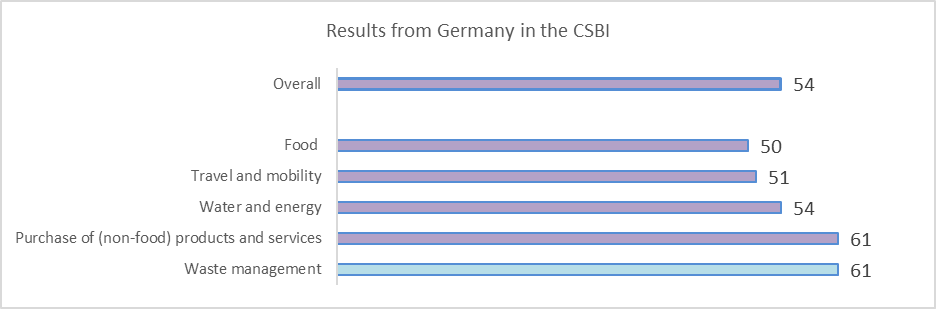 Results from Germany in the CSBI
Overall 54
Food 50
Travel and mobility 51
Water and energy 54
Purchase of (non-food) products and services 61
Waste management 61